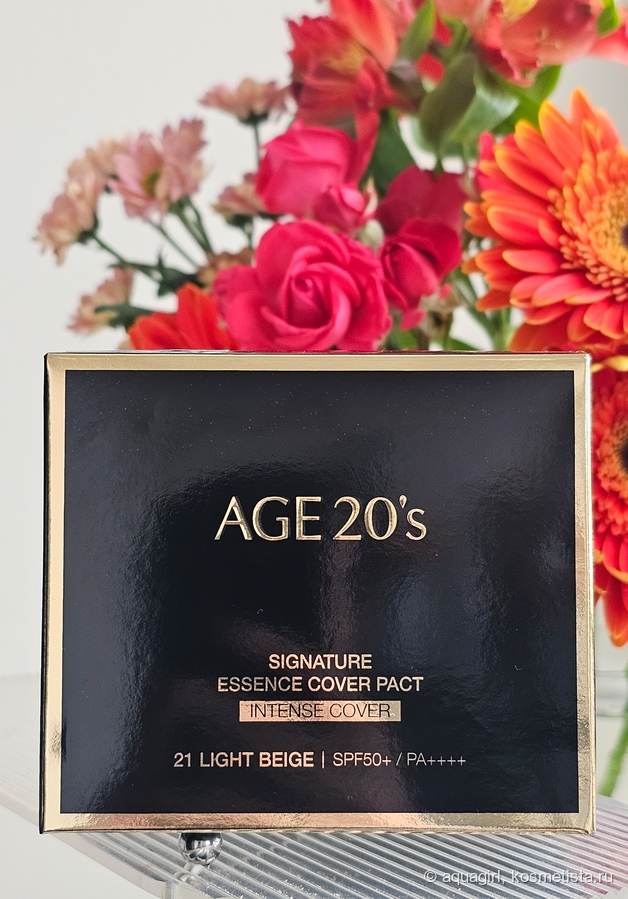 AGE 20's
SIGNATURE
ESSENCE COVER PACT
INTENSE COVER
21 LIGHT BEIGE | SPF50+ / PA++++
© aquagirl, kosmetista.ru